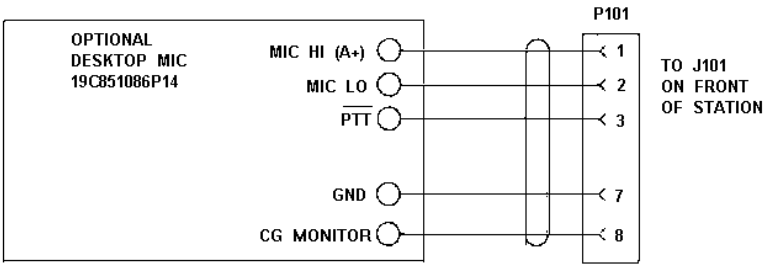 P101
OPTIONAL
DESKTOP MIC
19C851086P14
MIC HI (A+)
1
MIC LO
2
PTT
3
GND
7
CG MONITOR
8
TO J101
ON FRONT
OF STATION